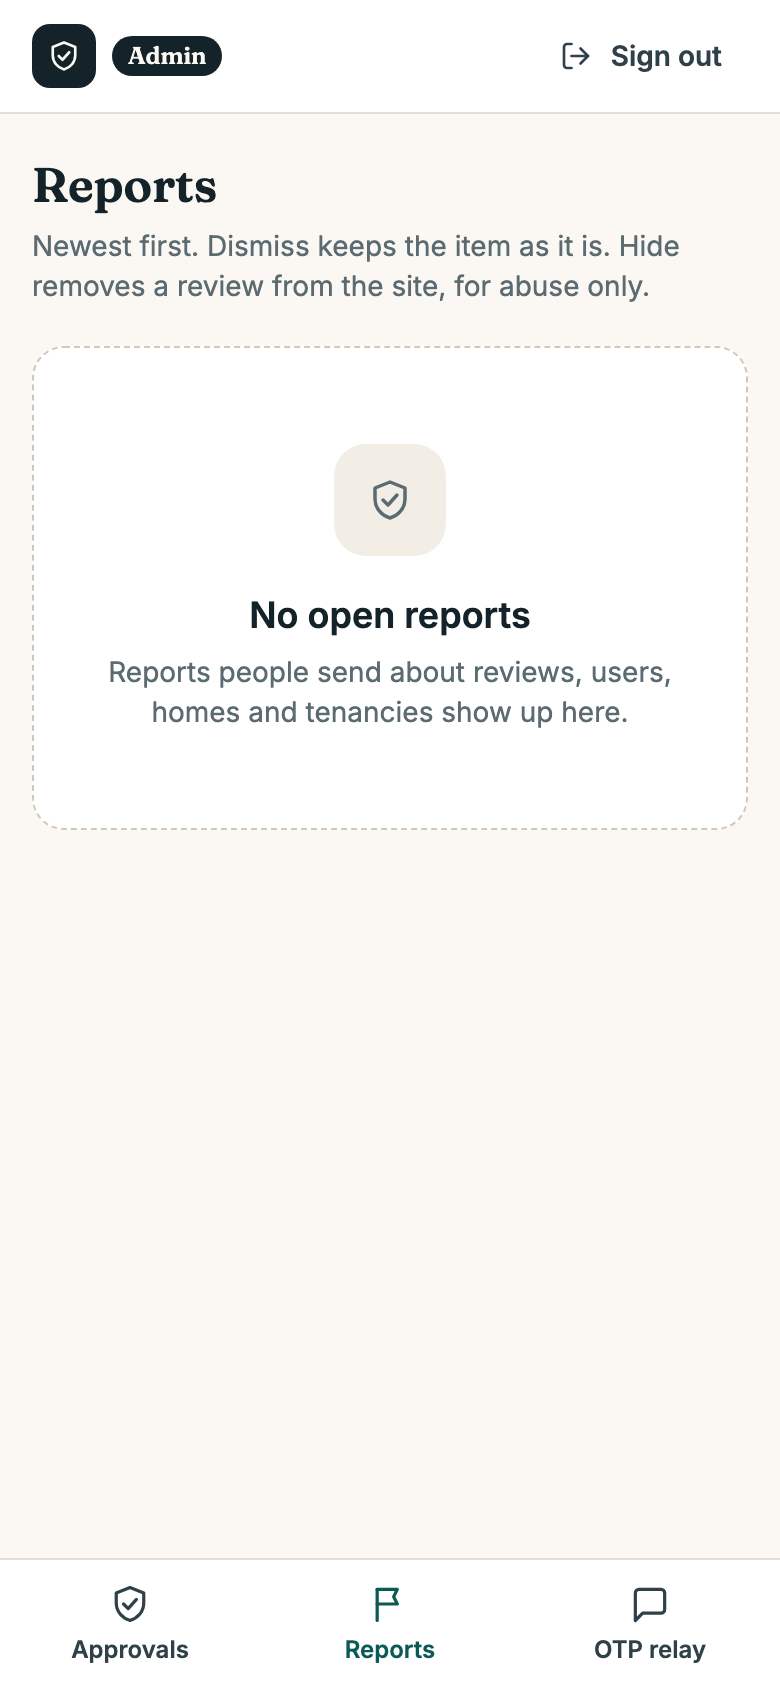 Admin
Sign out
Reports
Newest first. Dismiss keeps the item as it is. Hide
removes a review from the site, for abuse only.
No open reports
Reports people send about reviews, users,
homes and tenancies show up here.
Approvals
Reports
OTP relay